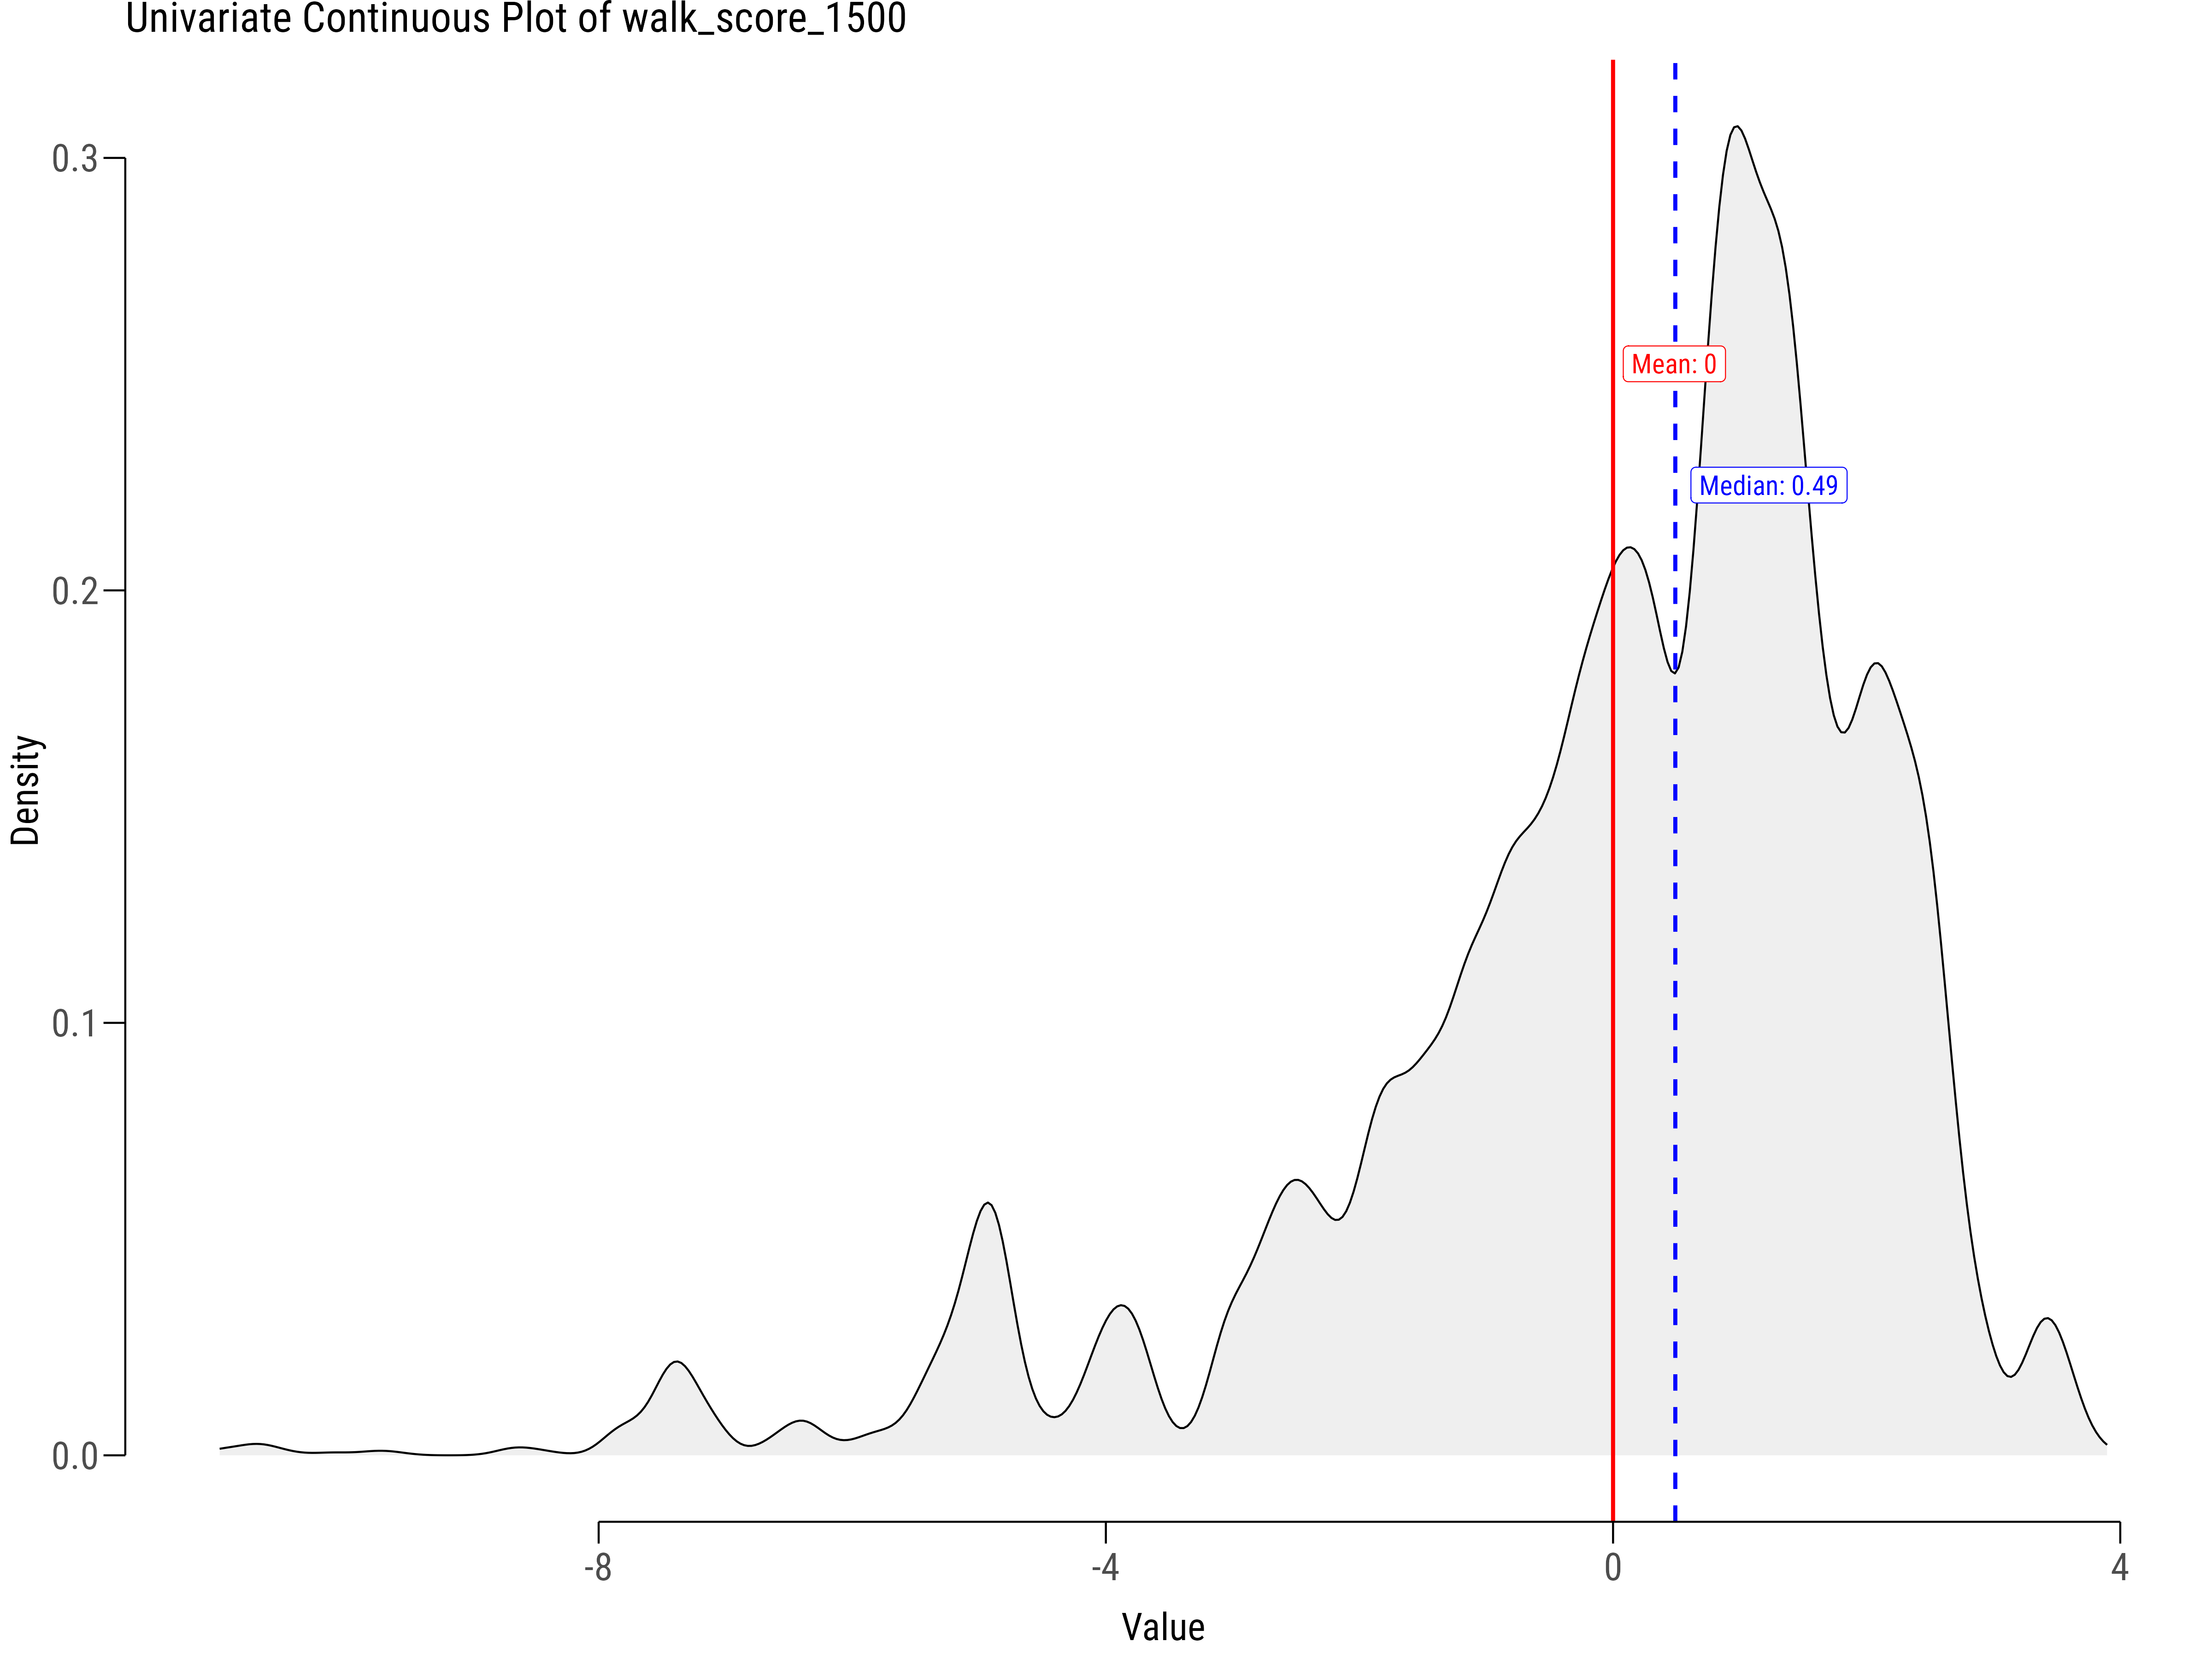 Univariate Continuous Plot of walk_score_1500
0.3
Mean: 0
Median: 0.49
0.2
Density
0.1
0.0
-8
-4
0
4
Value